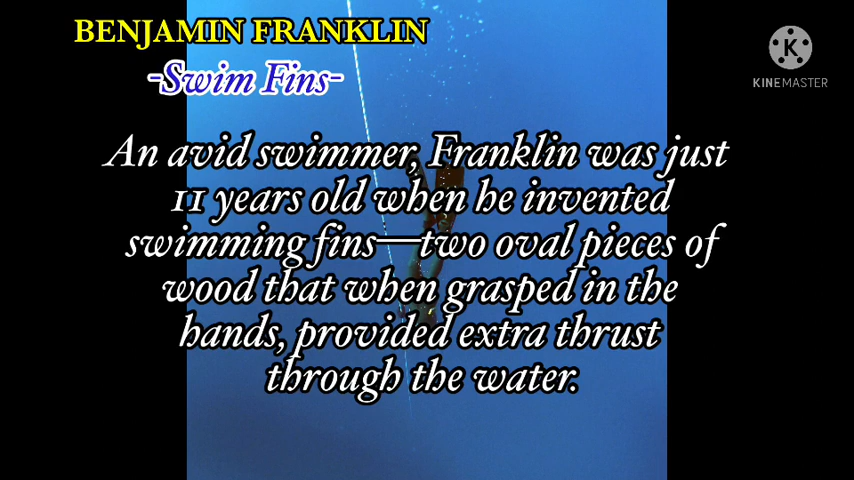 BENJAMIN FRANKLIN
-Swim Fins-
K
KINEMASTER
An avid swimmer, Franklin was just
11 years old when he invented
swimming fins—two oval pieces of
wood that when grasped in the
hands, provided extra thrust
through the water.